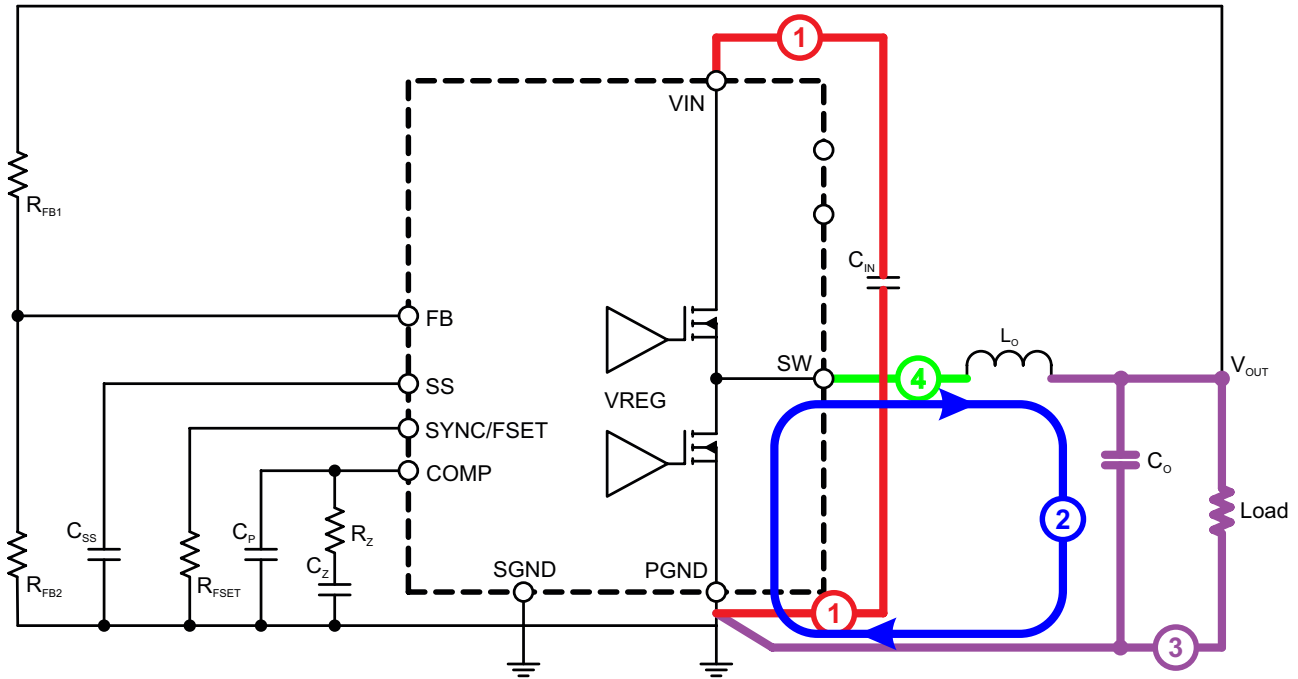 1
VIN
R_FB1
C_IN
FB
L_O
SW
4
V_OUT
SS
VREG
SYNC/FSET
COMP
C_O
Load
2
C_SS
C_P
R_Z
C_Z
R_FB2
R_FSET
SGND
PGND
1
3